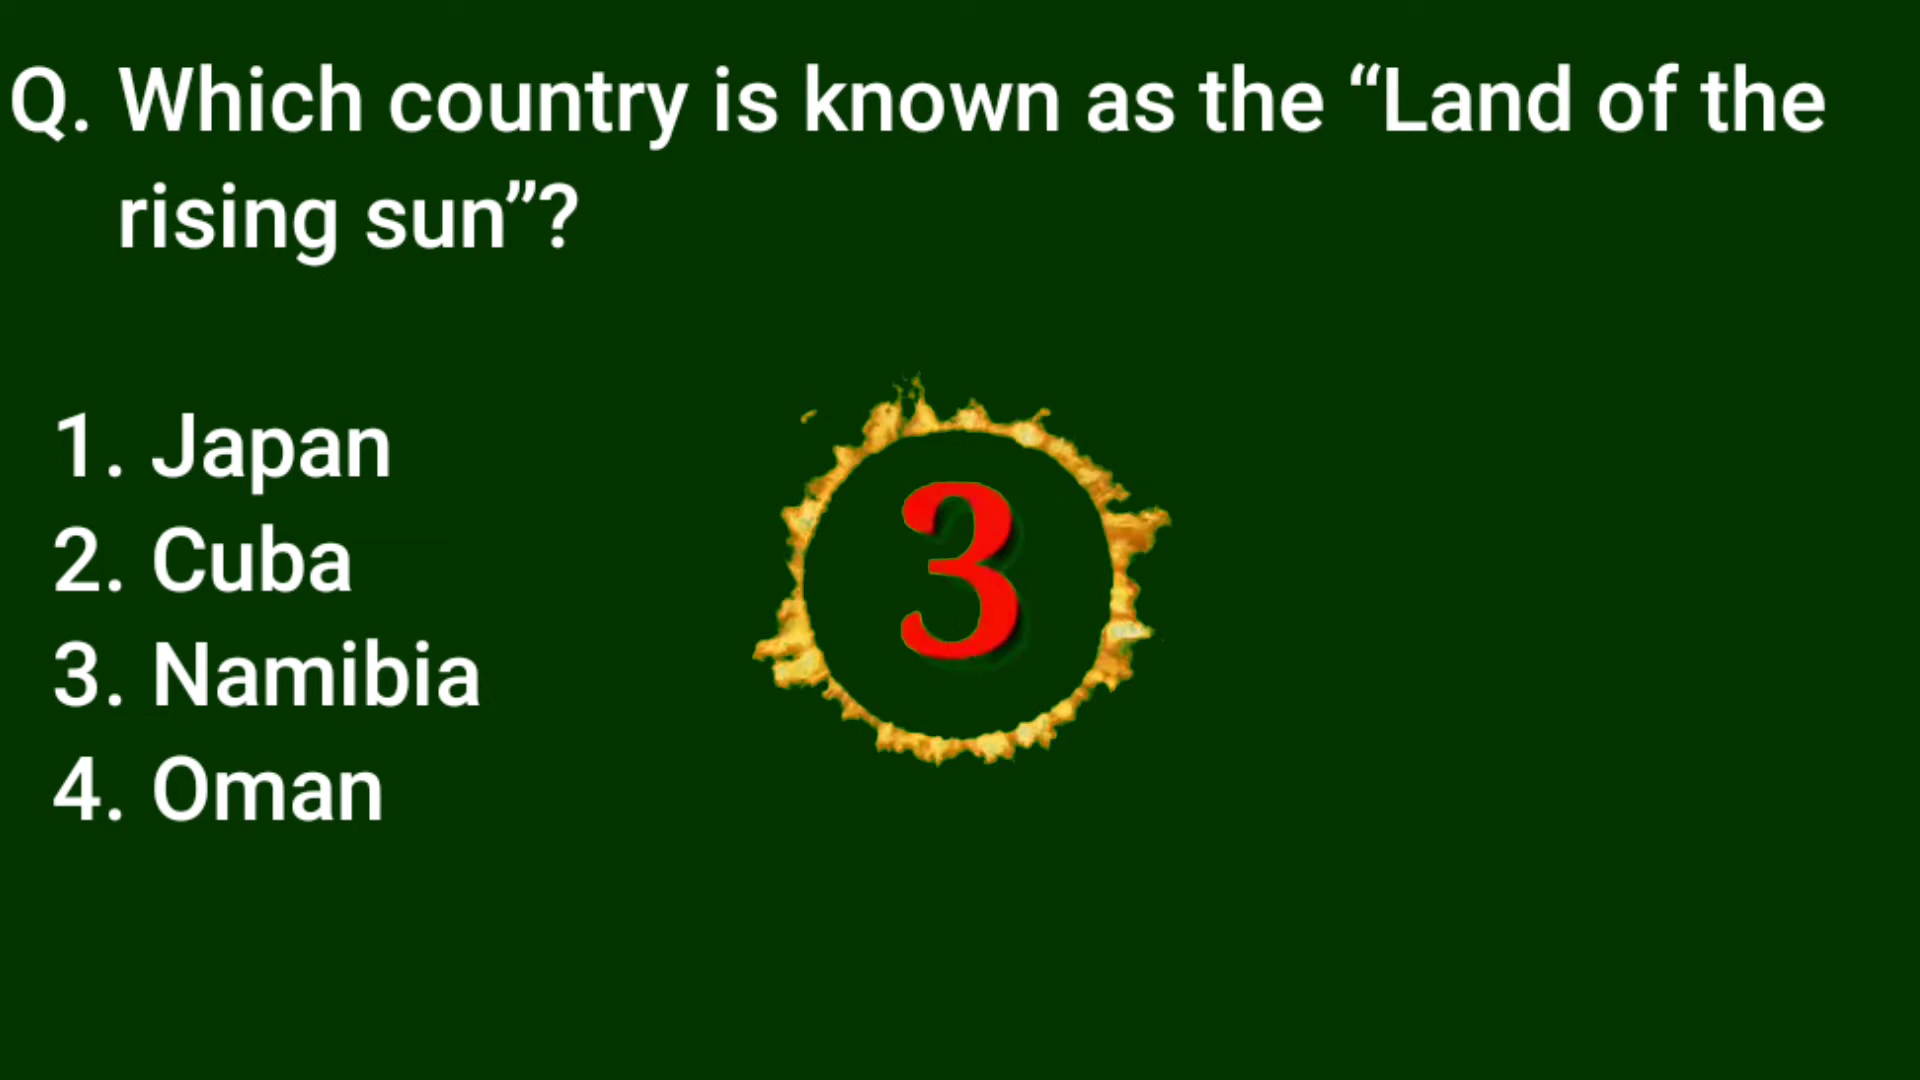 Q. Which country is known as the “Land of the
rising sun”?
1. Japan
2. Cuba
3. Namibia
4. Oman
3